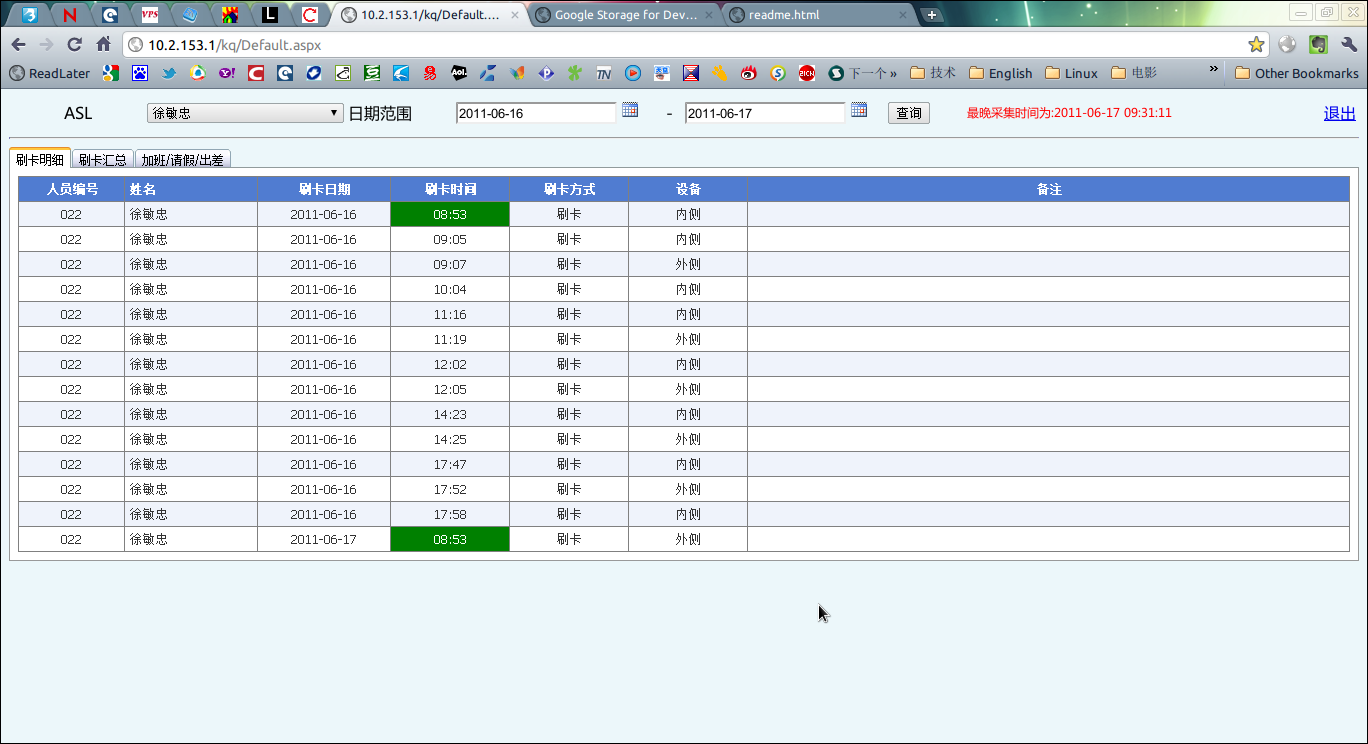 10.2.153.1/kq/Default.... Google Storage for Dev... readme.html
10.2.153.1/kq/Default.aspx
ReadLater 下一个 » 技术 English Linux 电影 » Other Bookmarks
ASL 徐敏忠 日期范围 2011-06-16 - 2011-06-17 查询 最晚采集时间为:2011-06-17 09:31:11 退出
刷卡明细 刷卡汇总 加班/请假/出差
人员编号 姓名 刷卡日期 刷卡时间 刷卡方式 设备 备注
022 徐敏忠 2011-06-16 08:53 刷卡 内侧
022 徐敏忠 2011-06-16 09:05 刷卡 内侧
022 徐敏忠 2011-06-16 09:07 刷卡 外侧
022 徐敏忠 2011-06-16 10:04 刷卡 内侧
022 徐敏忠 2011-06-16 11:16 刷卡 内侧
022 徐敏忠 2011-06-16 11:19 刷卡 外侧
022 徐敏忠 2011-06-16 12:02 刷卡 内侧
022 徐敏忠 2011-06-16 12:05 刷卡 外侧
022 徐敏忠 2011-06-16 14:23 刷卡 内侧
022 徐敏忠 2011-06-16 14:25 刷卡 外侧
022 徐敏忠 2011-06-16 17:47 刷卡 内侧
022 徐敏忠 2011-06-16 17:52 刷卡 外侧
022 徐敏忠 2011-06-16 17:58 刷卡 内侧
022 徐敏忠 2011-06-17 08:53 刷卡 外侧